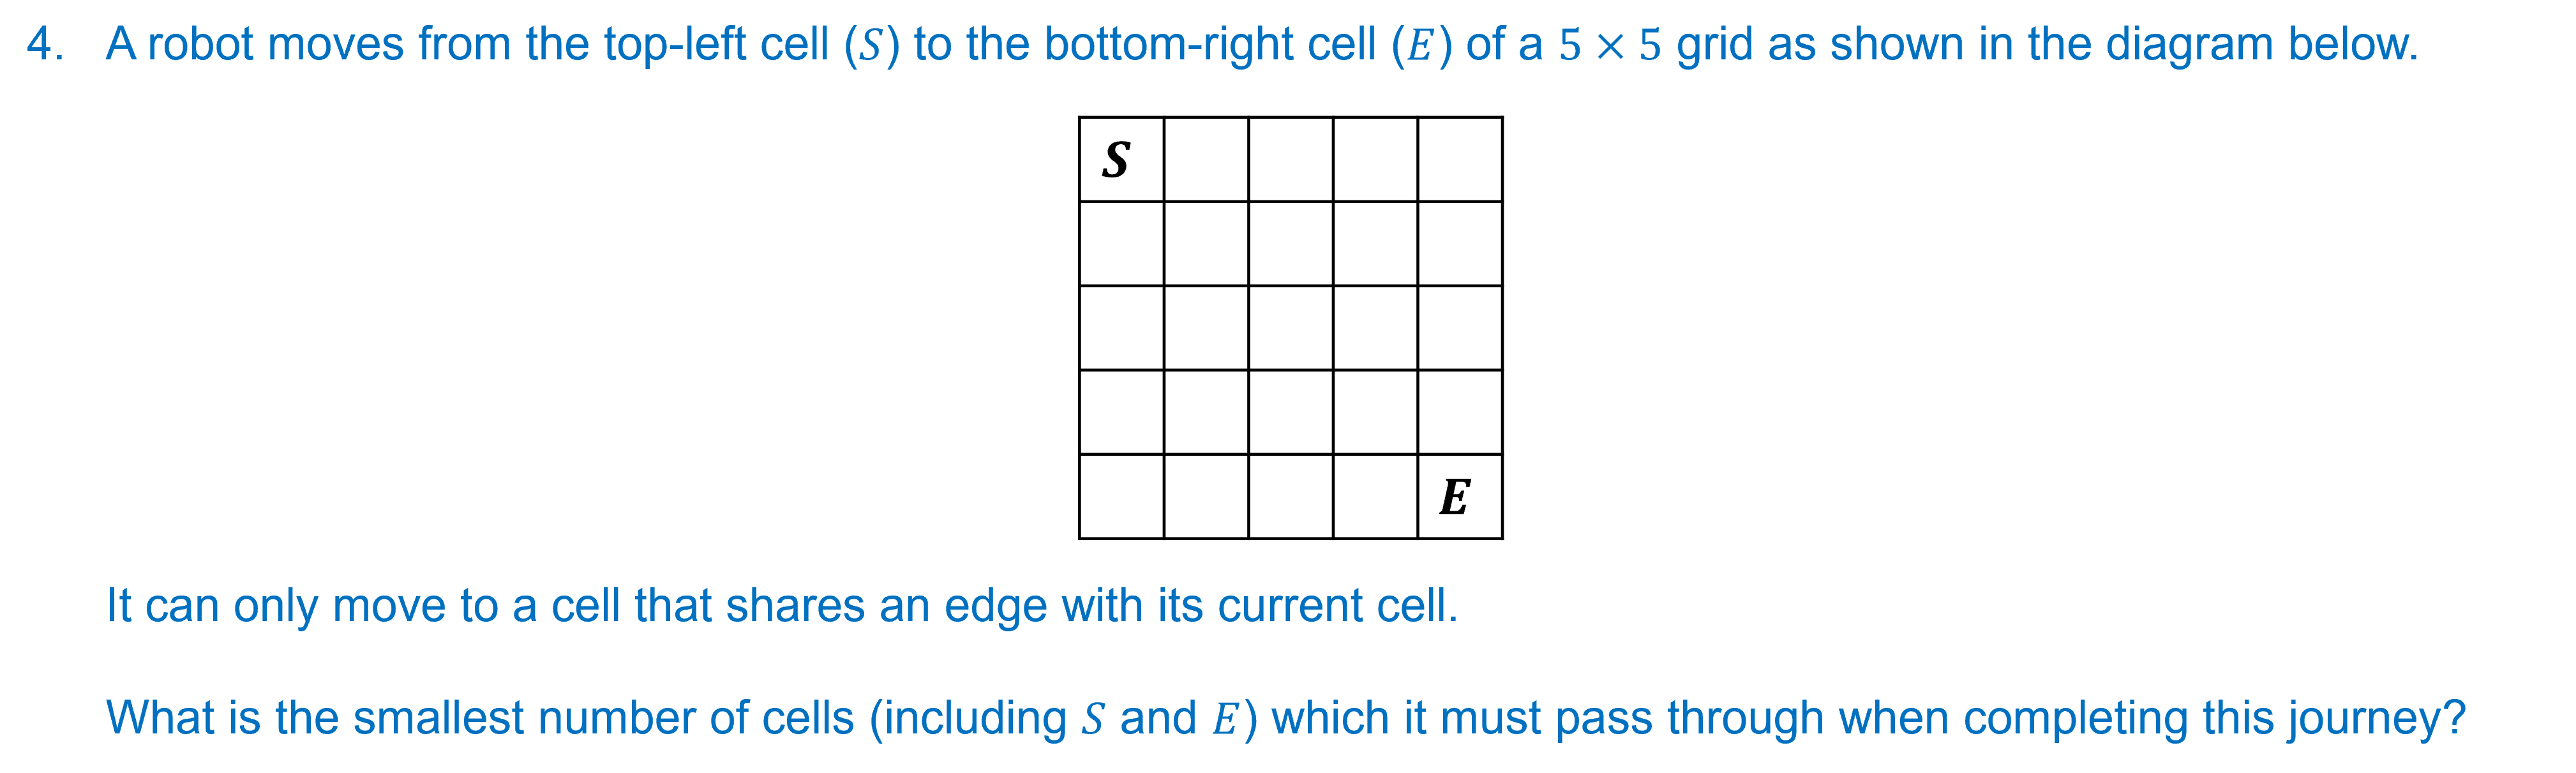 4. A robot moves from the top-left cell (S) to the bottom-right cell (E) of a 5 × 5 grid as shown in the diagram below.
S
E
It can only move to a cell that shares an edge with its current cell.
What is the smallest number of cells (including S and E) which it must pass through when completing this journey?